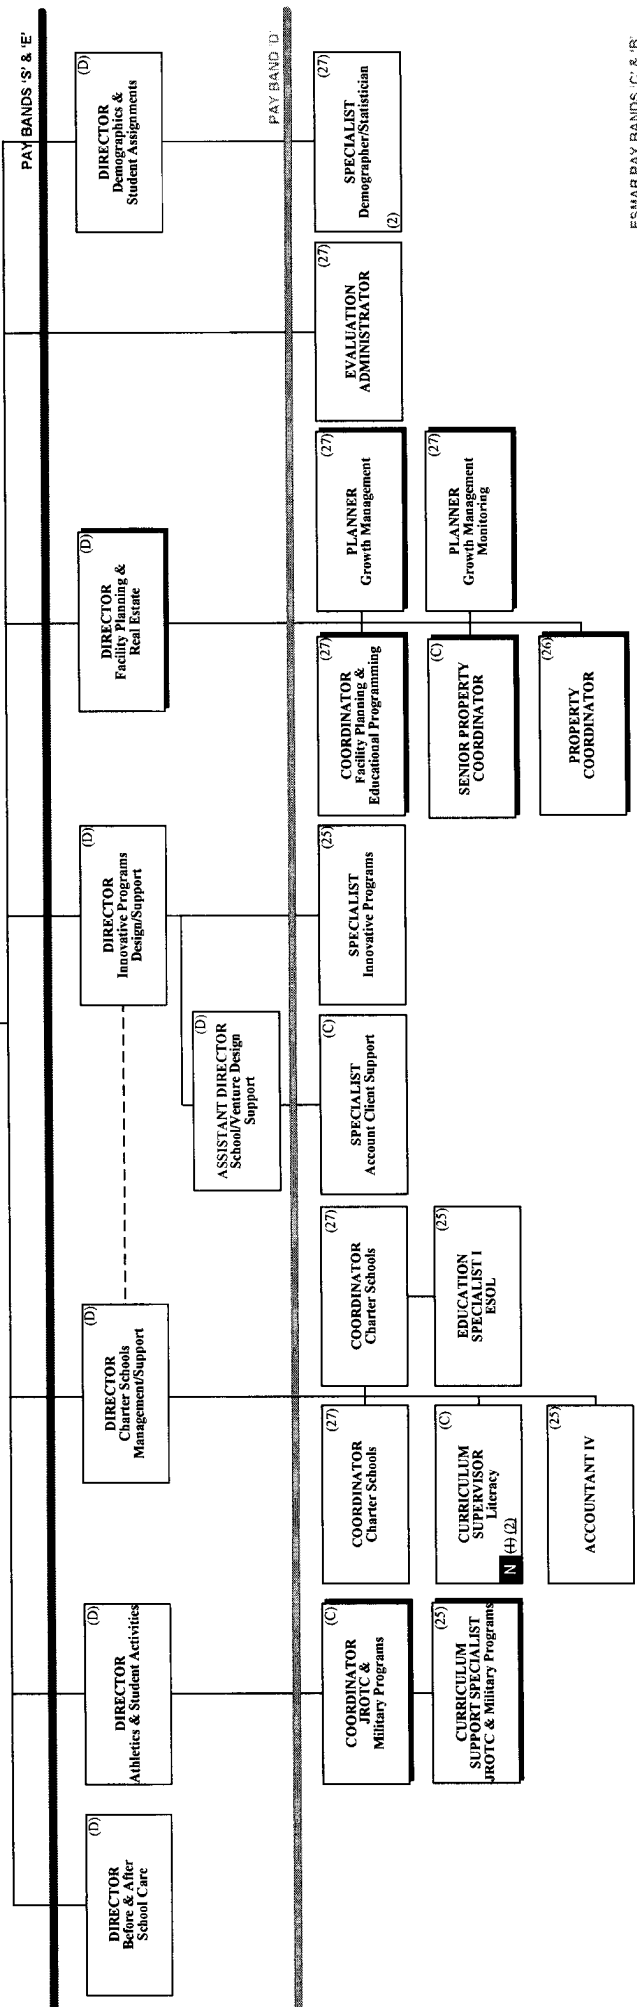 PAY BANDS 'S' & 'E'
(D)
DIRECTOR
Before & After
School Care
(D)
DIRECTOR
Athletics & Student Activities
(D)
DIRECTOR
Charter Schools
Management/Support
(D)
DIRECTOR
Innovative Programs
Design/Support
(D)
DIRECTOR
Facility Planning &
Real Estate
(D)
DIRECTOR
Demographics &
Student Assignments
(D)
ASSISTANT DIRECTOR
School/Venture Design
Support
PAY BAND 'D'
(C)
COORDINATOR
JROTC &
Military Programs
(27)
COORDINATOR
Charter Schools
(27)
COORDINATOR
Charter Schools
(C)
SPECIALIST
Account Client Support
(25)
SPECIALIST
Innovative Programs
(27)
COORDINATOR
Facility Planning &
Educational Programming
(27)
PLANNER
Growth Management
(27)
EVALUATION
ADMINISTRATOR
(27)
SPECIALIST
Demographer/Statistician
(2)
(25)
CURRICULUM
SUPPORT SPECIALIST
JROTC & Military Programs
(C)
CURRICULUM
SUPERVISOR
Literacy
N (1) (2)
(25)
EDUCATION
SPECIALIST I
ESOL
(C)
SENIOR PROPERTY
COORDINATOR
(27)
PLANNER
Growth Management
Monitoring
(25)
ACCOUNTANT IV
(26)
PROPERTY
COORDINATOR
PAY BANDS 'C' & 'B'